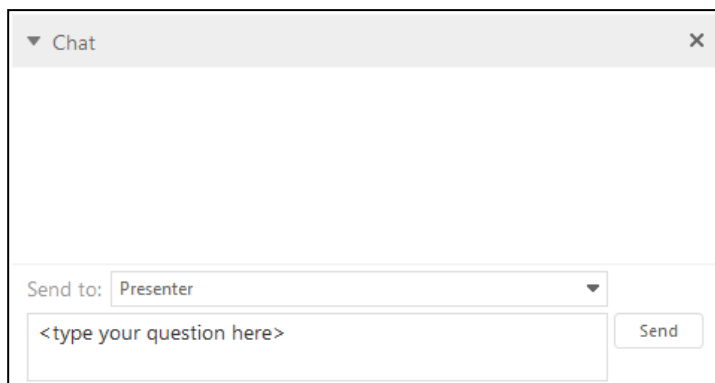 Chat
Send to: Presenter
<type your question here>
Send